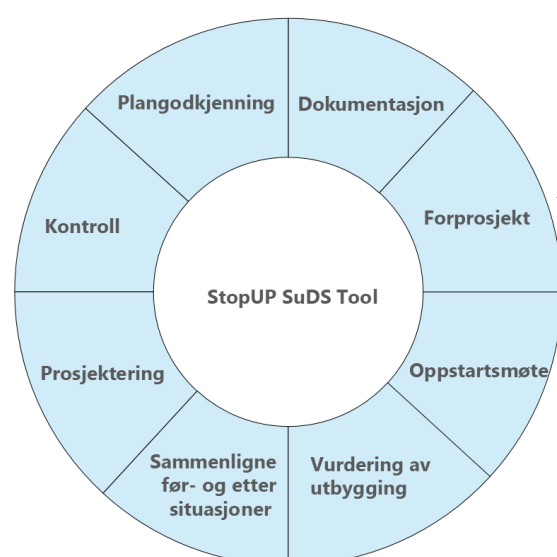 Plangodkjenning
Dokumentasjon
Kontroll
Forprosjekt
StopUP SuDS Tool
Prosjektering
Oppstartsmøte
Sammenligne
før- og etter
situasjoner
Vurdering av
utbygging